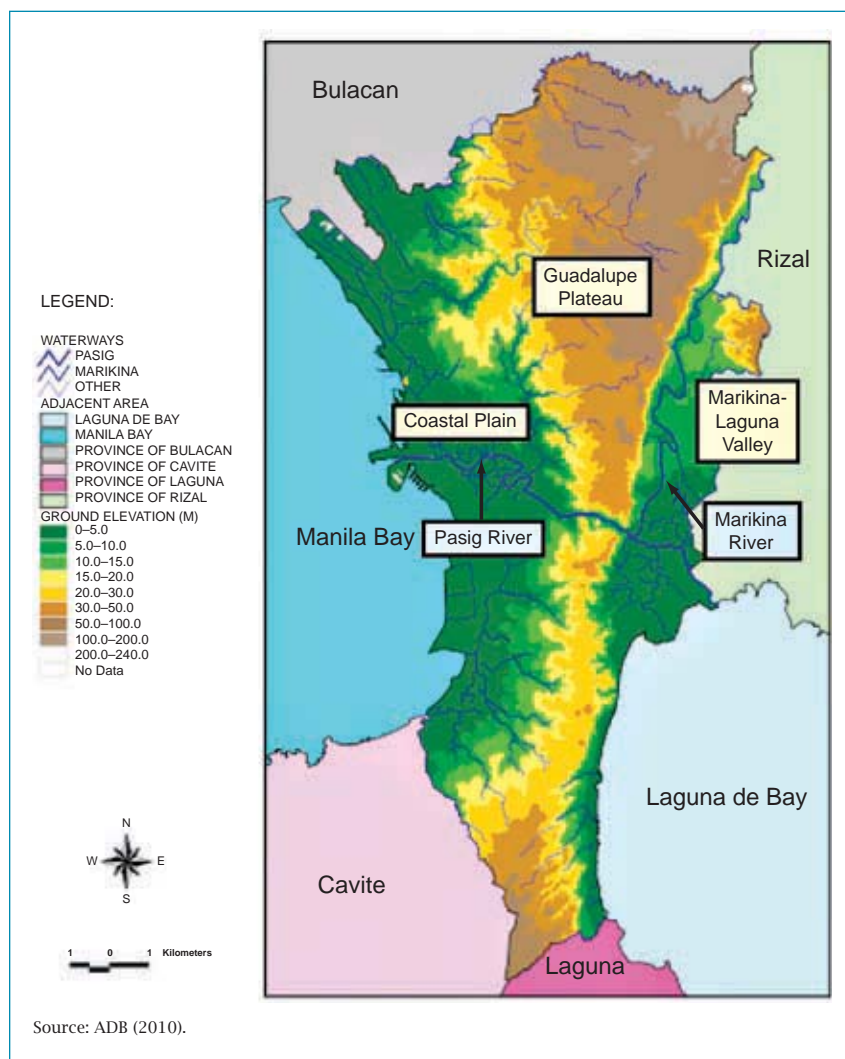 Bulacan
Rizal
Guadalupe
Plateau
LEGEND:
WATERWAYS
PASIG
MARIKINA
OTHER
ADJACENT AREA
LAGUNA DE BAY
MANILA BAY
PROVINCE OF BULACAN
PROVINCE OF CAVITE
PROVINCE OF LAGUNA
PROVINCE OF RIZAL
GROUND ELEVATION (M)
0–5.0
5.0–10.0
10.0–15.0
15.0–20.0
20.0–30.0
30.0–50.0
50.0–100.0
100.0–200.0
200.0–240.0
No Data
Coastal Plain
Marikina-
Laguna
Valley
Manila Bay
Pasig River
Marikina
River
Laguna de Bay
N
W E
S
Cavite
1 0 1 Kilometers
Laguna
Source: ADB (2010).